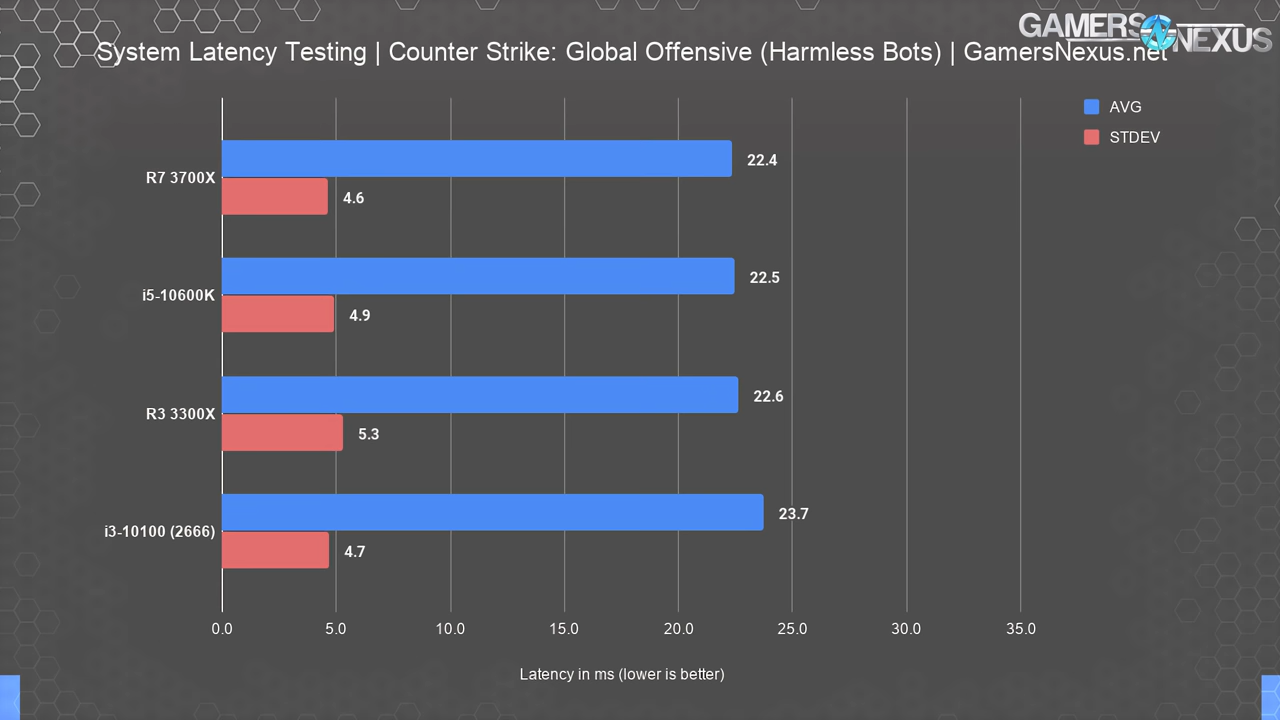 GAMERS NEXUS
System Latency Testing | Counter Strike: Global Offensive (Harmless Bots) | GamersNexus.net
AVG
STDEV
R7 3700X
22.4
4.6
i5-10600K
22.5
4.9
R3 3300X
22.6
5.3
i3-10100 (2666)
23.7
4.7
0.0 5.0 10.0 15.0 20.0 25.0 30.0 35.0
Latency in ms (lower is better)